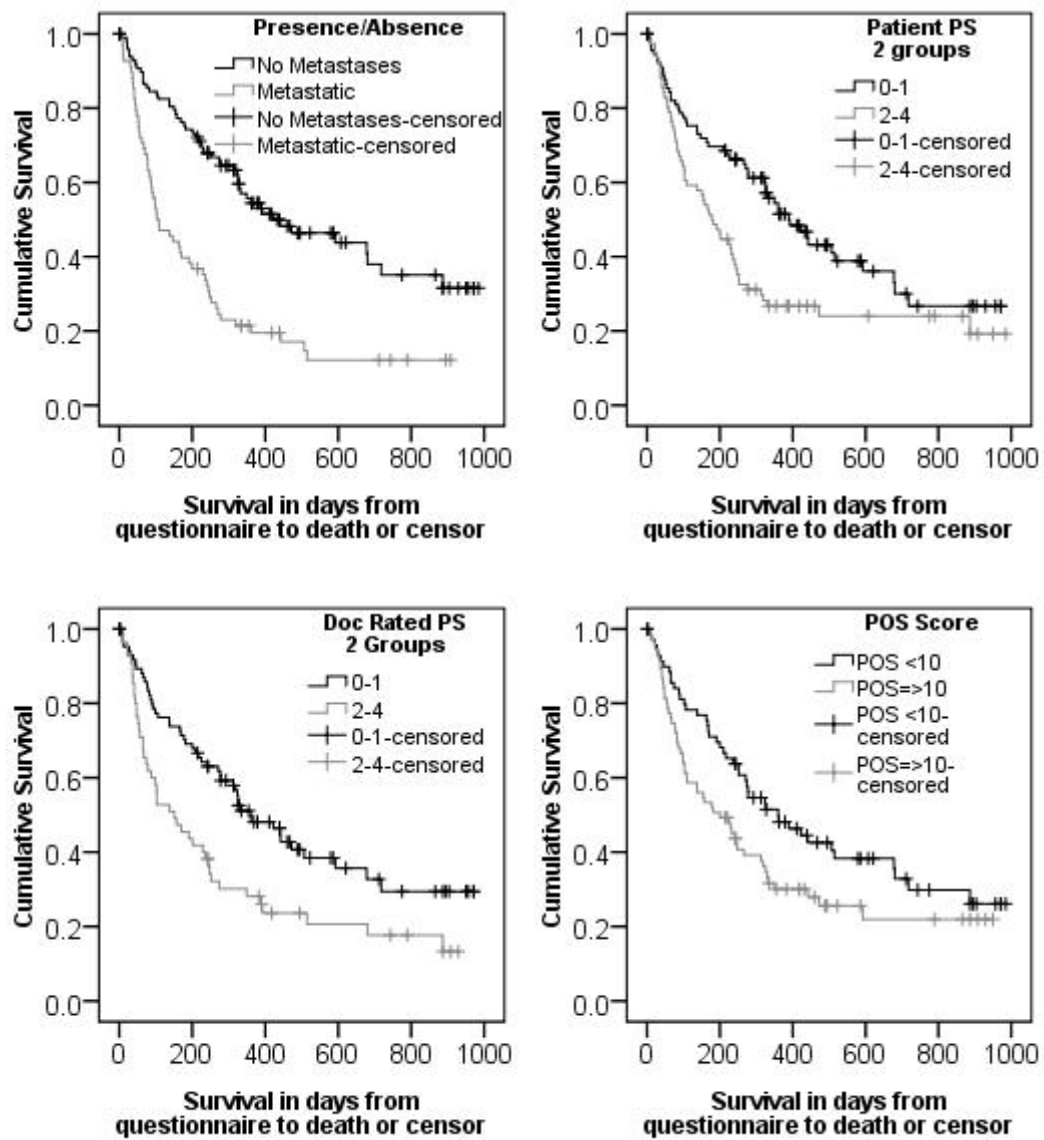 Presence/Absence
No Metastases
Metastatic
No Metastases-censored
Metastatic-censored
Cumulative Survival
1.0
0.8
0.6
0.4
0.2
0.0
0 200 400 600 800 1000
Survival in days from
questionnaire to death or censor
Patient PS
2 groups
0-1
2-4
0-1-censored
2-4-censored
Cumulative Survival
1.0
0.8
0.6
0.4
0.2
0.0
0 200 400 600 800 1000
Survival in days from
questionnaire to death or censor
Doc Rated PS
2 Groups
0-1
2-4
0-1-censored
2-4-censored
Cumulative Survival
1.0
0.8
0.6
0.4
0.2
0.0
0 200 400 600 800 1000
Survival in days from
questionnaire to death or censor
POS Score
POS <10
POS=>10
POS <10-
censored
POS=>10-
censored
Cumulative Survival
1.0
0.8
0.6
0.4
0.2
0.0
0 200 400 600 800 1000
Survival in days from
questionnaire to death or censor